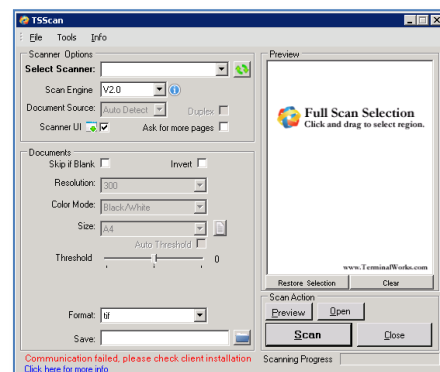 TSScan
File Tools Info
Scanner Options
Select Scanner:
Scan Engine V2.0
Document Source: Auto Detect Duplex
Scanner UI Ask for more pages
Documents
Skip if Blank Invert
Resolution: 300
Color Mode: Black/White
Size: A4
Auto Threshold
Threshold 0
Format: tif
Save:
Communication failed, please check client installation
Click here for more info
Preview
Full Scan Selection
Click and drag to select region.
www.TerminalWorks.com
Restore Selection Clear
Scan Action
Preview Open
Scan Close
Scanning Progress